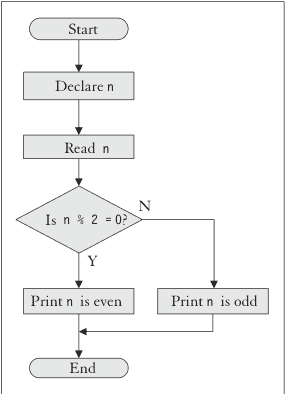 Start
Declare n
Read n
Is n % 2 = 0?
N
Y
Print n is even
Print n is odd
End